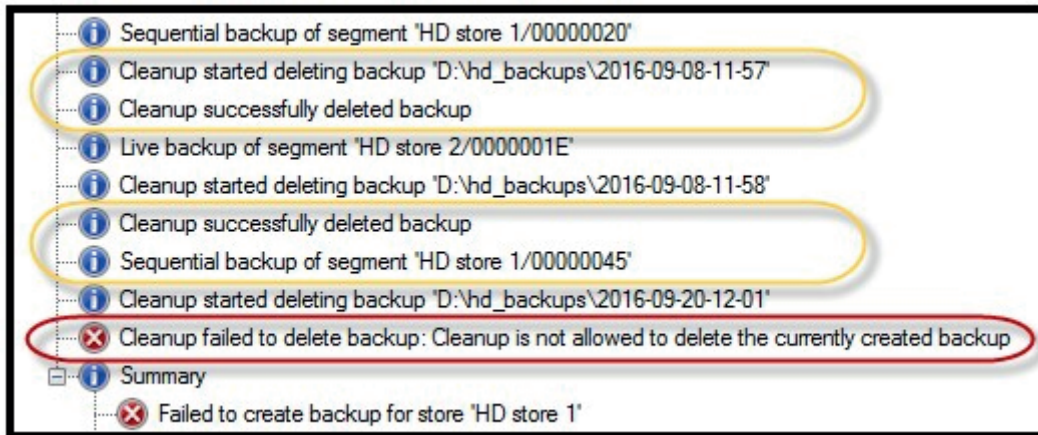 Sequential backup of segment "HD store 1/00000020"
Cleanup started deleting backup "D:\hd_backups\2016-09-08-11-57"
Cleanup successfully deleted backup
Live backup of segment "HD store 2/0000001E"
Cleanup started deleting backup "D:\hd_backups\2016-09-08-11-58"
Cleanup successfully deleted backup
Sequential backup of segment "HD store 1/00000045"
Cleanup started deleting backup "D:\hd_backups\2016-09-20-12-01"
Cleanup failed to delete backup: Cleanup is not allowed to delete the currently created backup
Summary
Failed to create backup for store "HD store 1"